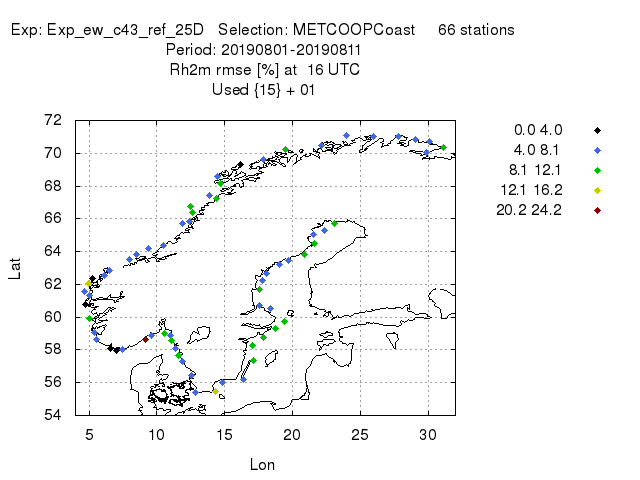 Exp: Exp_ew_c43_ref_25D Selection: METCOOPCoast 66 stations
Period: 20190801-20190811
Rh2m rmse [%] at 16 UTC
Used {15} + 01
72
70
68
66
64
62
60
58
56
54
Lat
5 10 15 20 25 30
Lon
0.0 4.0
4.0 8.1
8.1 12.1
12.1 16.2
20.2 24.2